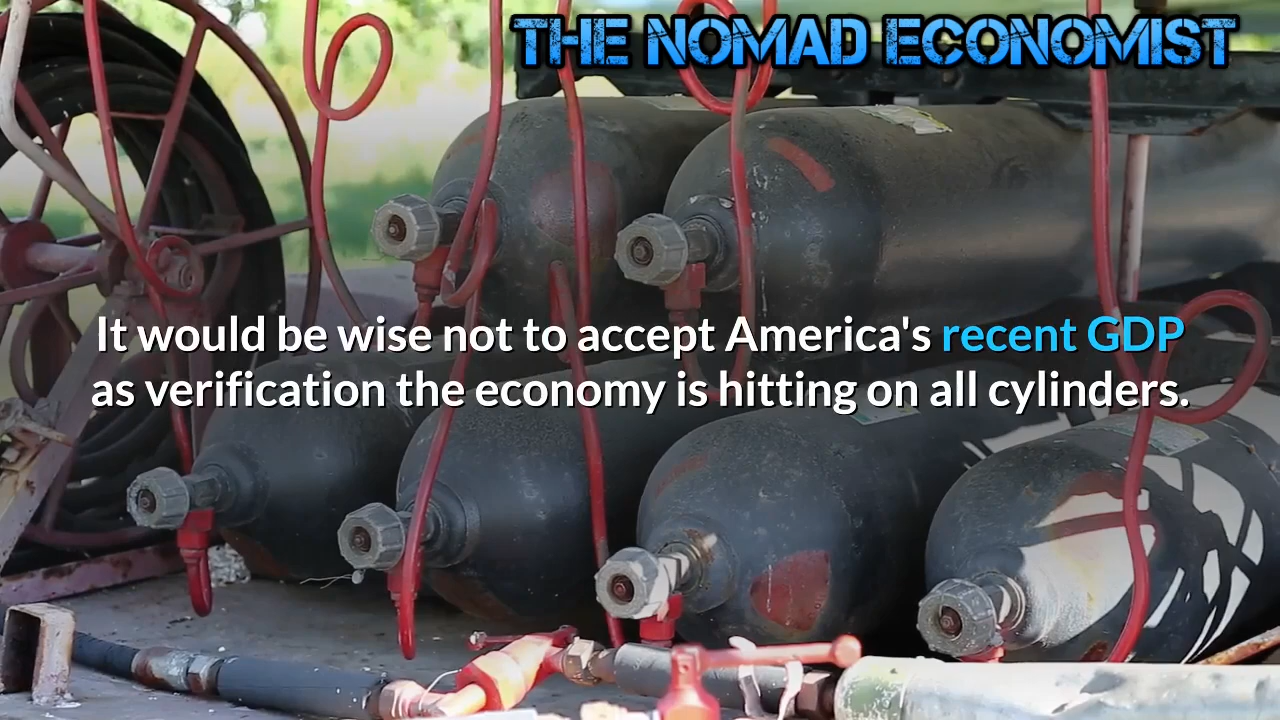 THE NOMAD ECONOMIST
It would be wise not to accept America's recent GDP
as verification the economy is hitting on all cylinders.